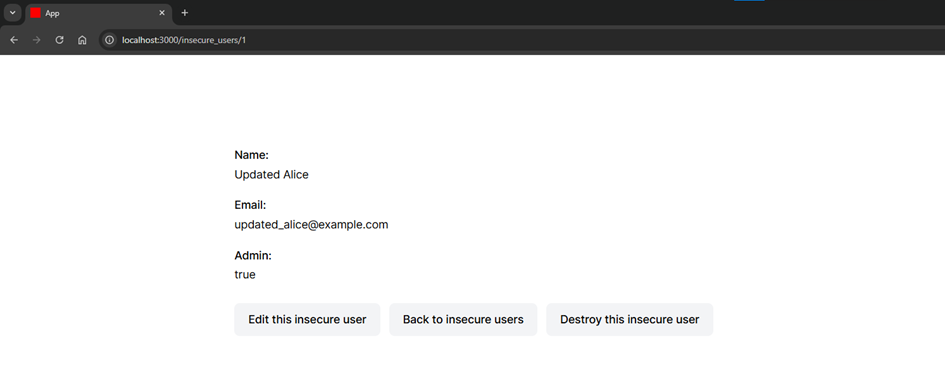 App
localhost:3000/insecure_users/1
Name:
Updated Alice
Email:
updated_alice@example.com
Admin:
true
Edit this insecure user Back to insecure users Destroy this insecure user